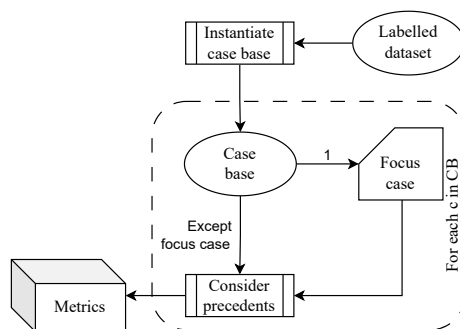 Instantiate
case base
Labelled
dataset
Case
base
1
Focus
case
For each c in CB
Except
focus case
Consider
precedents
Metrics